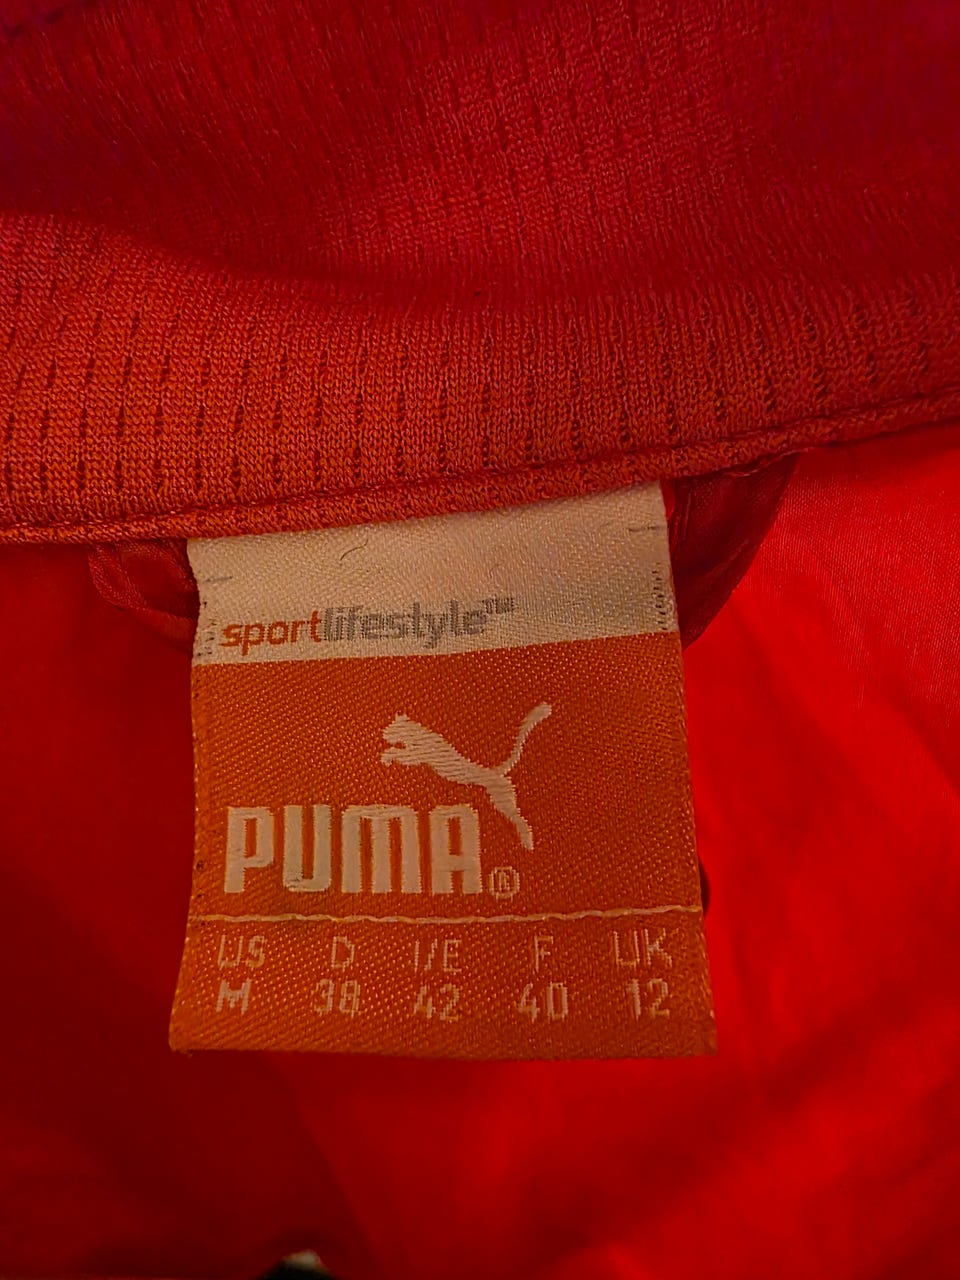 sportlifestyle™
PUMA®
US D I/E F UK
M 38 42 40 12